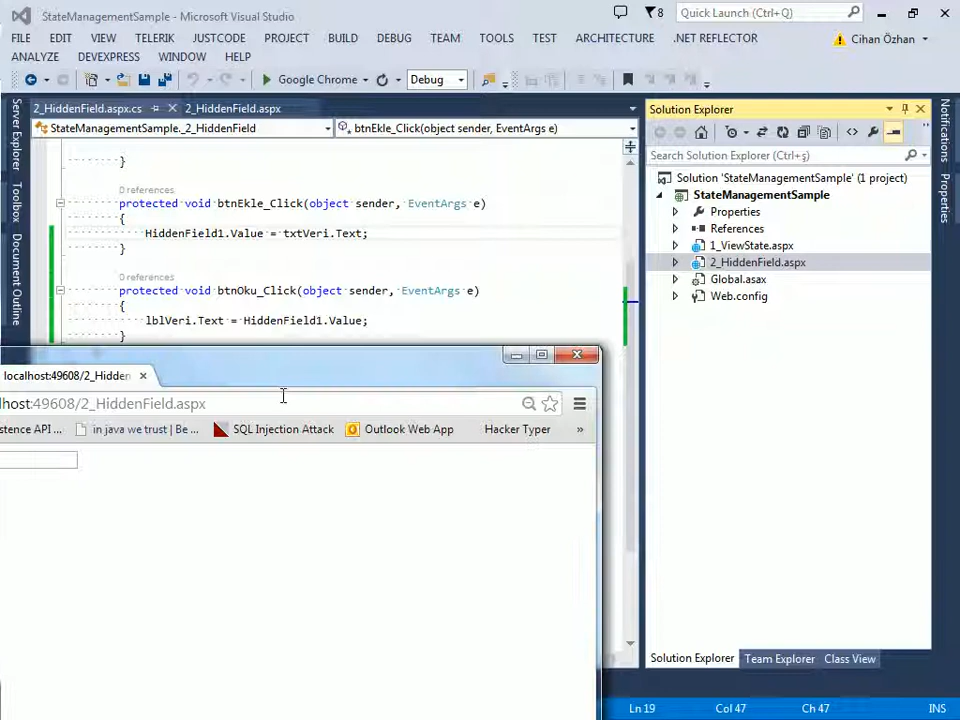 StateManagementSample - Microsoft Visual Studio
8
Quick Launch (Ctrl+Q)
FILE EDIT VIEW TELERIK JUSTCODE PROJECT BUILD DEBUG TEAM TOOLS TEST ARCHITECTURE .NET REFLECTOR
Cihan Özhan
ANALYZE DEVEXPRESS WINDOW HELP
Google Chrome
Debug
2_HiddenField.aspx.cs
2_HiddenField.aspx
StateManagementSample._2_HiddenField
btnEkle_Click(object sender, EventArgs e)
}
0 references
protected void btnEkle_Click(object sender, EventArgs e)
{
HiddenField1.Value = txtVeri.Text;
}
0 references
protected void btnOku_Click(object sender, EventArgs e)
{
lblVeri.Text = HiddenField1.Value;
}
Server Explorer
Toolbox
Document Outline
localhost:49608/2_Hidden
lhost:49608/2_HiddenField.aspx
stence API ...
in java we trust | Be ...
SQL Injection Attack
Outlook Web App
Hacker Typer
»
Solution Explorer
Search Solution Explorer (Ctrl+ş)
Solution 'StateManagementSample' (1 project)
StateManagementSample
Properties
References
1_ViewState.aspx
2_HiddenField.aspx
Global.asax
Web.config
Solution Explorer
Team Explorer
Class View
Notifications
Properties
Ln 19
Col 47
Ch 47
INS